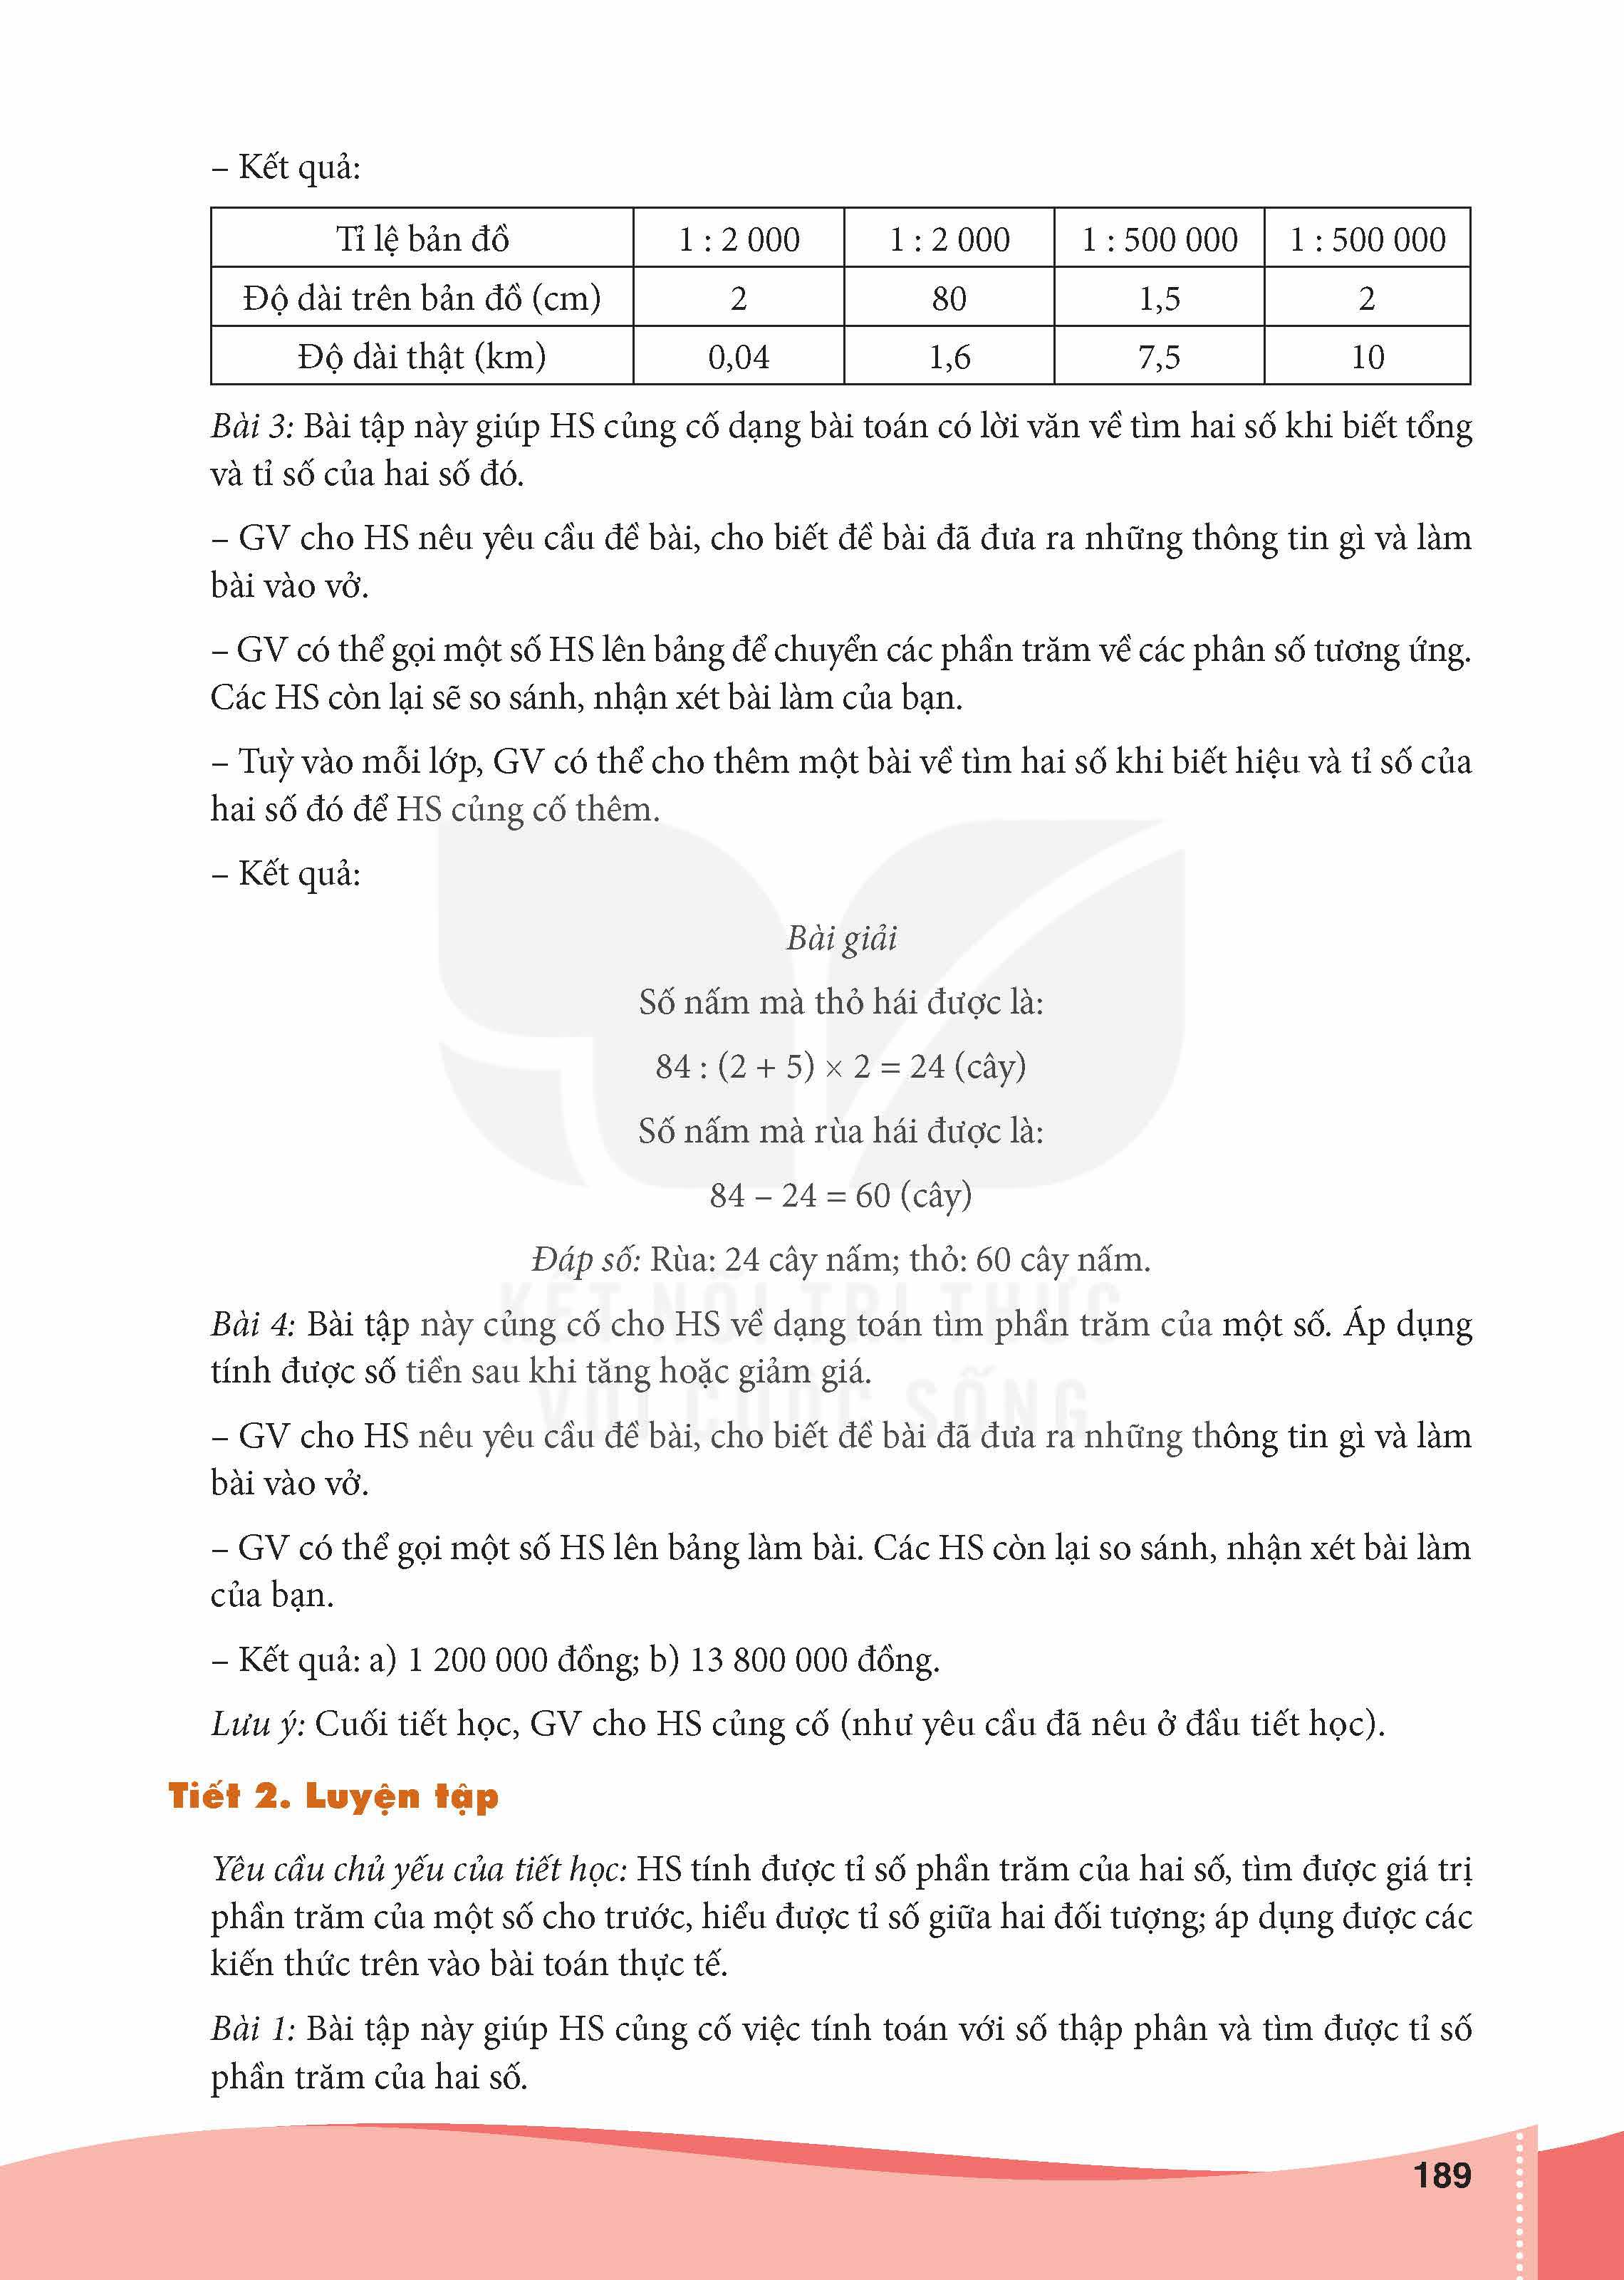 – Kết quả:
Tỉ lệ bản đồ 1 : 2 000 1 : 2 000 1 : 500 000 1 : 500 000
Độ dài trên bản đồ (cm) 2 80 1,5 2
Độ dài thật (km) 0,04 1,6 7,5 10
Bài 3: Bài tập này giúp HS củng cố dạng bài toán có lời văn về tìm hai số khi biết tổng
và tỉ số của hai số đó.
– GV cho HS nêu yêu cầu đề bài, cho biết đề bài đã đưa ra những thông tin gì và làm
bài vào vở.
– GV có thể gọi một số HS lên bảng để chuyển các phần trăm về các phân số tương ứng.
Các HS còn lại sẽ so sánh, nhận xét bài làm của bạn.
– Tuỳ vào mỗi lớp, GV có thể cho thêm một bài về tìm hai số khi biết hiệu và tỉ số của
hai số đó để HS củng cố thêm.
– Kết quả:
Bài giải
Số nấm mà thỏ hái được là:
84 : (2 + 5) × 2 = 24 (cây)
Số nấm mà rùa hái được là:
84 – 24 = 60 (cây)
Đáp số: Rùa: 24 cây nấm; thỏ: 60 cây nấm.
KẾT NỐI TRI THỨC
Bài 4: Bài tập này củng cố cho HS về dạng toán tìm phần trăm của một số. Áp dụng
tính được số tiền sau khi tăng hoặc giảm giá.
VỚI CUỘC SỐNG
– GV cho HS nêu yêu cầu đề bài, cho biết đề bài đã đưa ra những thông tin gì và làm
bài vào vở.
– GV có thể gọi một số HS lên bảng làm bài. Các HS còn lại so sánh, nhận xét bài làm
của bạn.
– Kết quả: a) 1 200 000 đồng; b) 13 800 000 đồng.
Lưu ý: Cuối tiết học, GV cho HS củng cố (như yêu cầu đã nêu ở đầu tiết học).
Tiết 2. Luyện tập
Yêu cầu chủ yếu của tiết học: HS tính được tỉ số phần trăm của hai số, tìm được giá trị
phần trăm của một số cho trước, hiểu được tỉ số giữa hai đối tượng; áp dụng được các
kiến thức trên vào bài toán thực tế.
Bài 1: Bài tập này giúp HS củng cố việc tính toán với số thập phân và tìm được tỉ số
phần trăm của hai số.
189